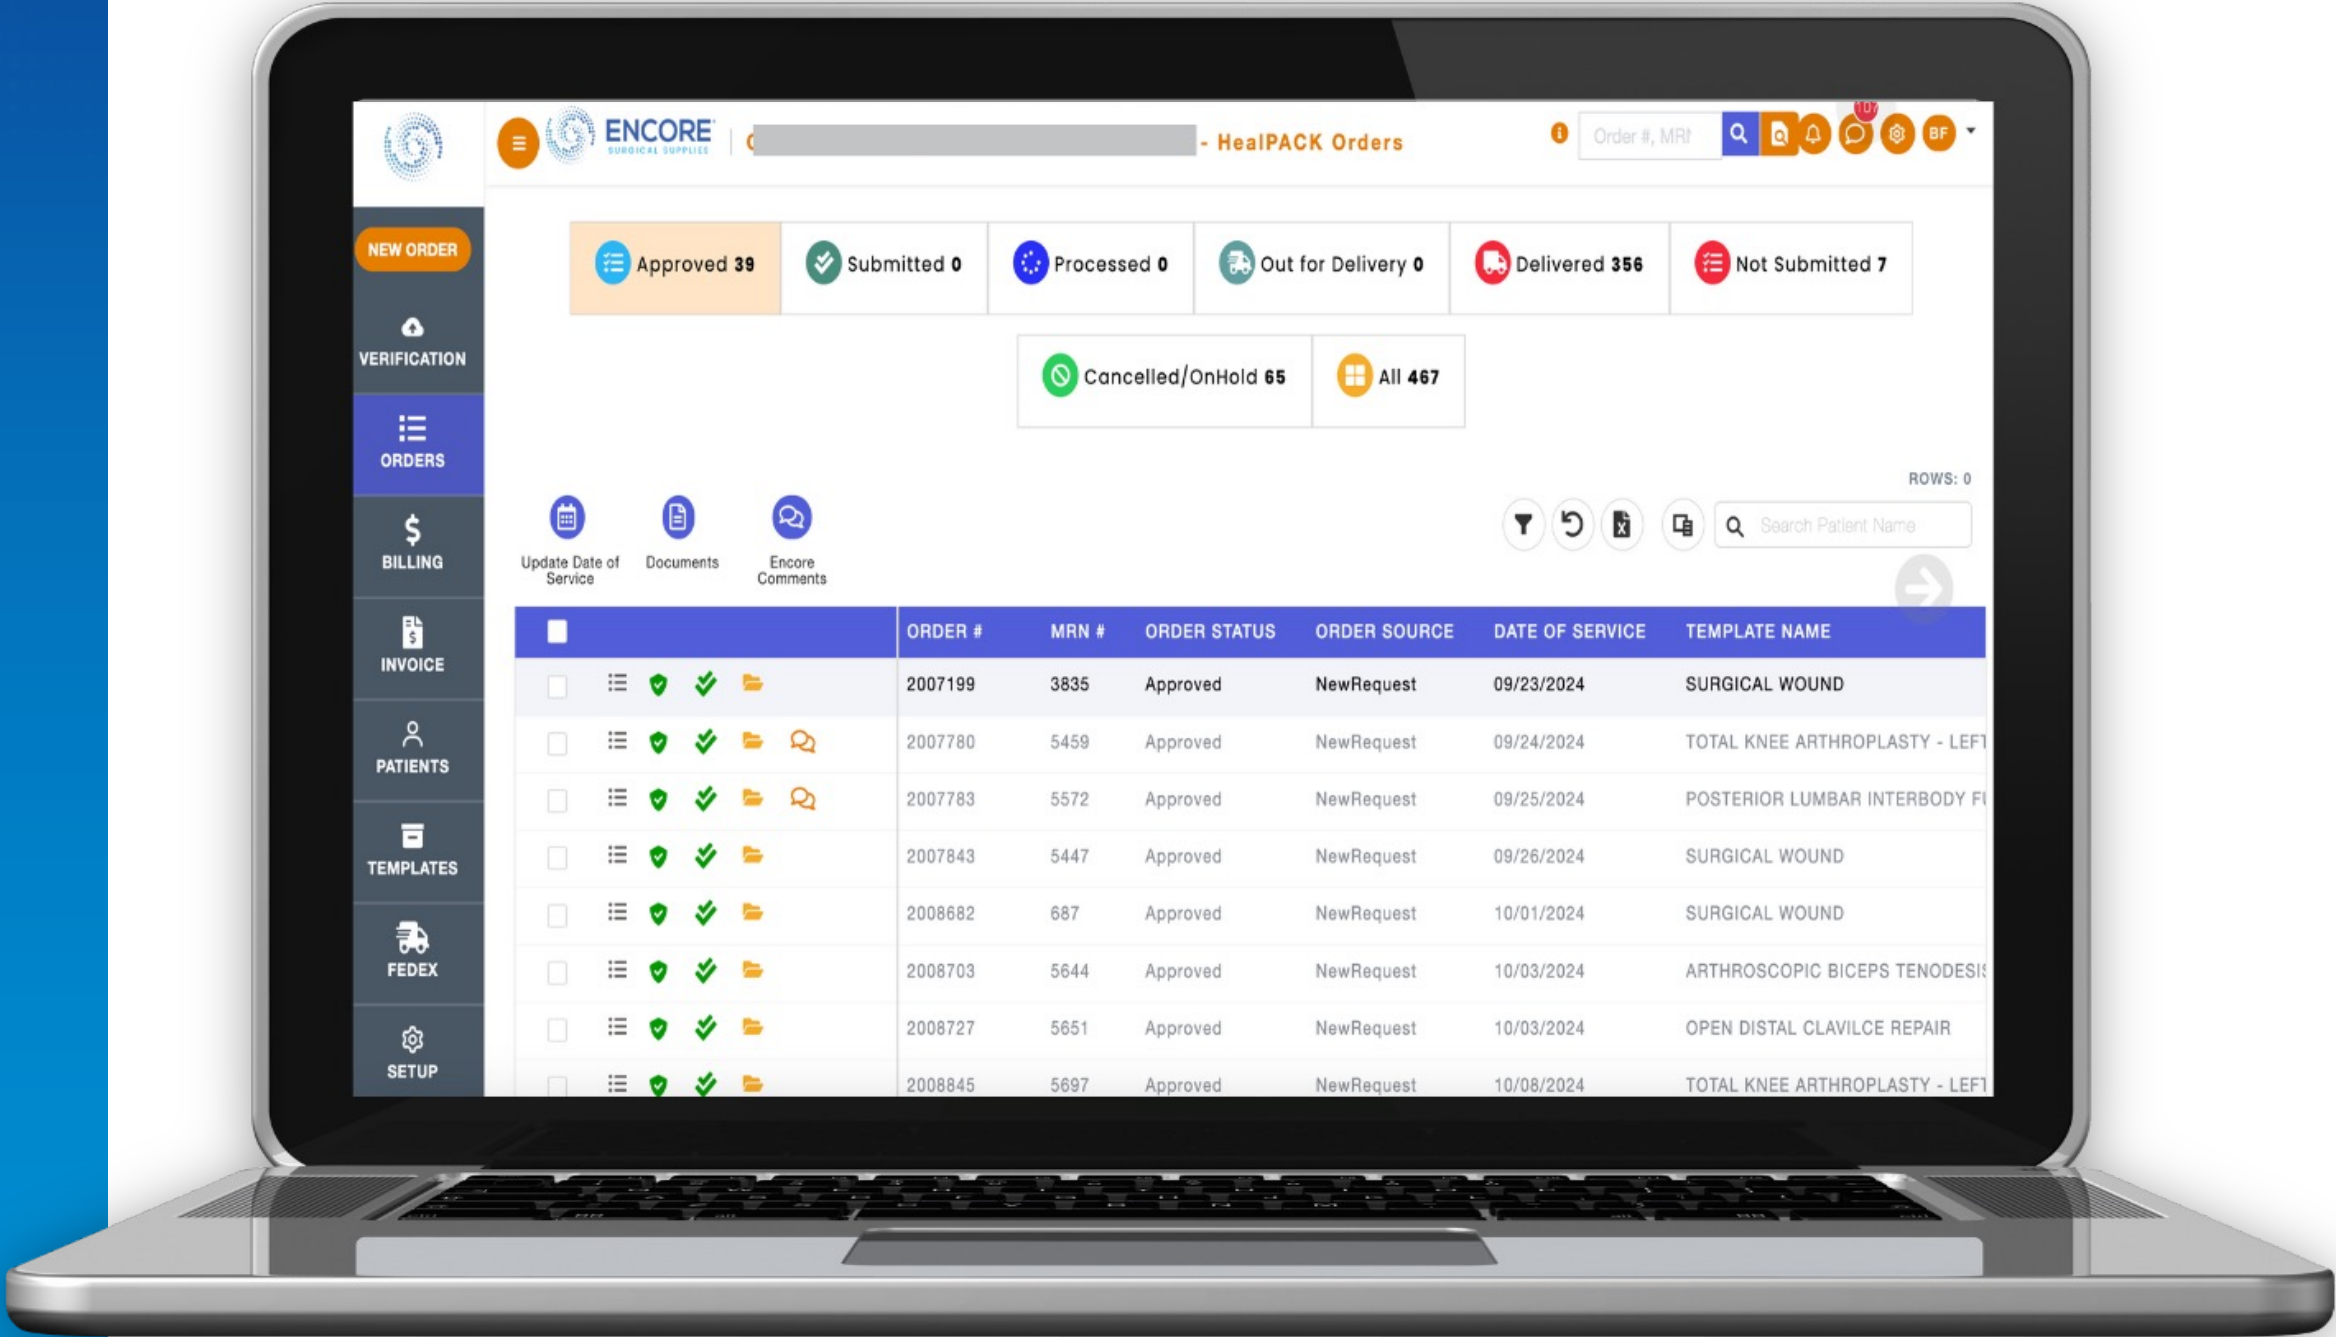 ENCORE
SURGICAL SUPPLIES
- HealPACK Orders
Order #, MRN
107
BF
NEW ORDER
VERIFICATION
ORDERS
BILLING
INVOICE
PATIENTS
TEMPLATES
FEDEX
SETUP
Approved 39
Submitted 0
Processed 0
Out for Delivery 0
Delivered 356
Not Submitted 7
Cancelled/OnHold 65
All 467
ROWS: 0
Update Date of
Service
Documents
Encore
Comments
Search Patient Name
ORDER # MRN # ORDER STATUS ORDER SOURCE DATE OF SERVICE TEMPLATE NAME
2007199 3835 Approved NewRequest 09/23/2024 SURGICAL WOUND
2007780 5459 Approved NewRequest 09/24/2024 TOTAL KNEE ARTHROPLASTY - LEFT
2007783 5572 Approved NewRequest 09/25/2024 POSTERIOR LUMBAR INTERBODY FU
2007843 5447 Approved NewRequest 09/26/2024 SURGICAL WOUND
2008682 687 Approved NewRequest 10/01/2024 SURGICAL WOUND
2008703 5644 Approved NewRequest 10/03/2024 ARTHROSCOPIC BICEPS TENODESIS
2008727 5651 Approved NewRequest 10/03/2024 OPEN DISTAL CLAVILCE REPAIR
2008845 5697 Approved NewRequest 10/08/2024 TOTAL KNEE ARTHROPLASTY - LEFT